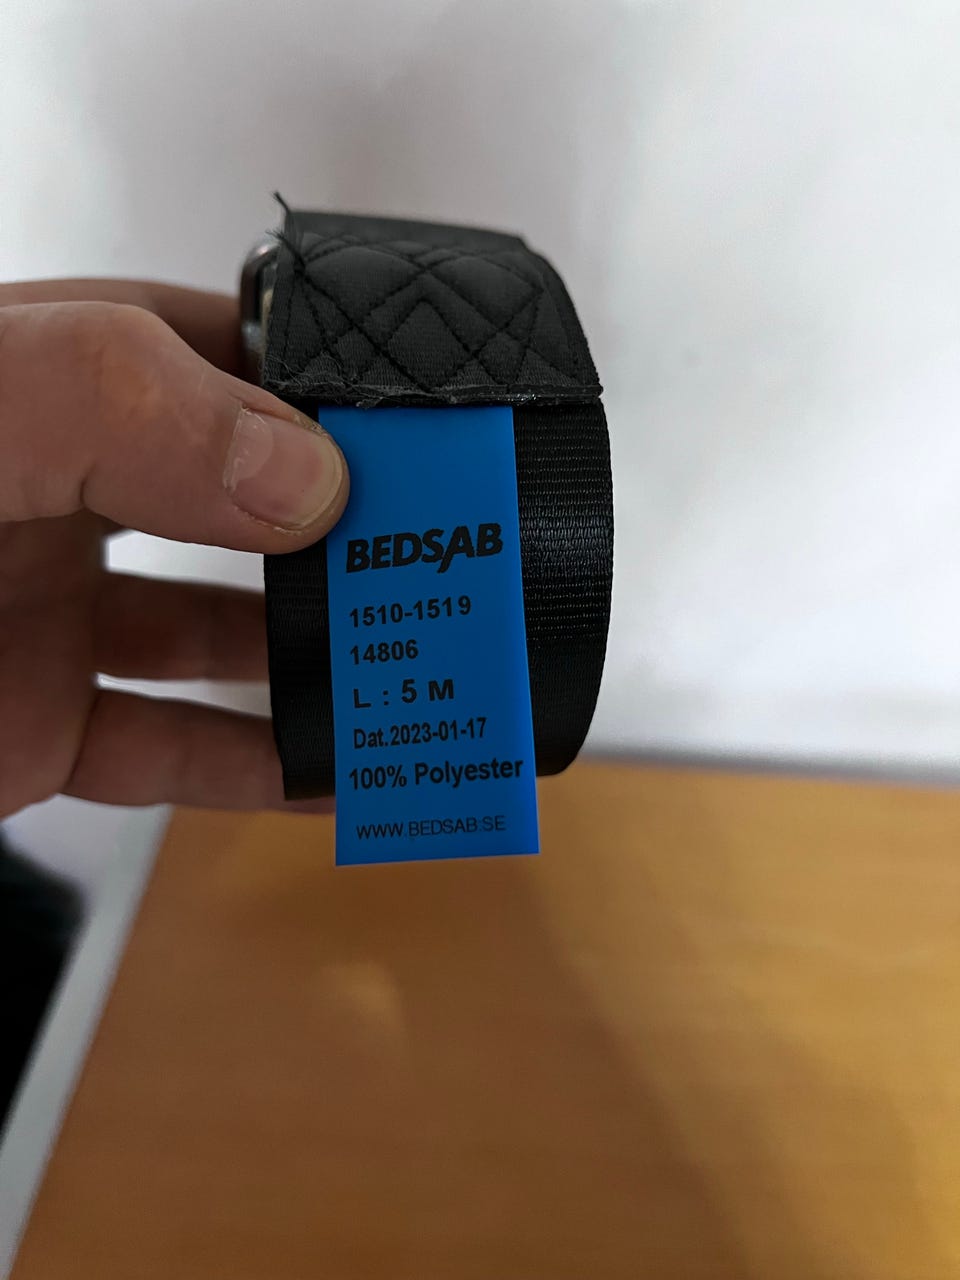 BEDSAB
1510-1519
14806
L : 5 M
Dat.2023-01-17
100% Polyester
WWW.BEDSAB.SE